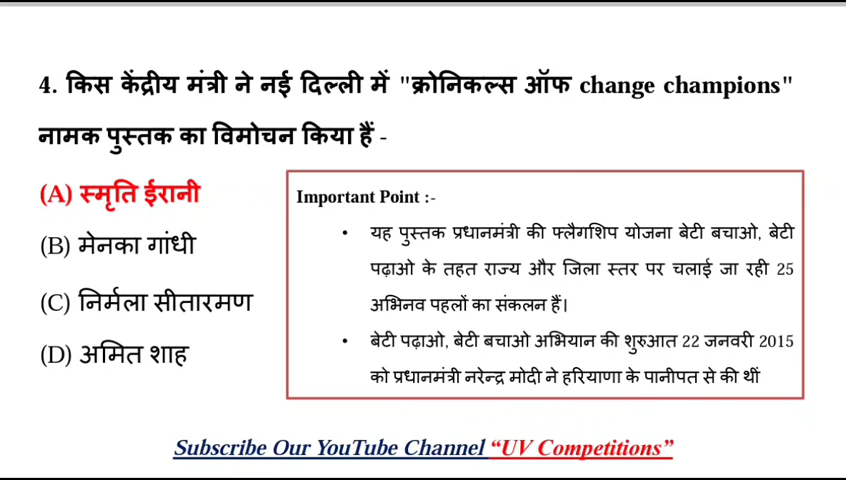 4. किस केंद्रीय मंत्री ने नई दिल्ली में "क्रोनिकल्स ऑफ change champions"
नामक पुस्तक का विमोचन किया हैं -
(A) स्मृति ईरानी
(B) मेनका गांधी
(C) निर्मला सीतारमण
(D) अमित शाह
Important Point :-
• यह पुस्तक प्रधानमंत्री की फ्लैगशिप योजना बेटी बचाओ, बेटी
पढ़ाओ के तहत राज्य और जिला स्तर पर चलाई जा रही 25
अभिनव पहलों का संकलन हैं।
• बेटी पढ़ाओ, बेटी बचाओ अभियान की शुरुआत 22 जनवरी 2015
को प्रधानमंत्री नरेन्द्र मोदी ने हरियाणा के पानीपत से की थीं
Subscribe Our YouTube Channel “UV Competitions”